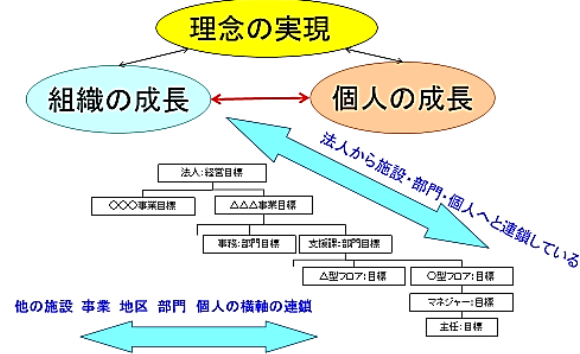 理念の実現
組織の成長
個人の成長
法人から施設・部門・個人へと連鎖している
法人:経営目標
◇◇◇事業目標
△△△事業目標
事務:部門目標
支援課:部門目標
△型フロア:目標
○型フロア:目標
マネジャー:目標
主任:目標
他の施設 事業 地区 部門 個人の横軸の連鎖